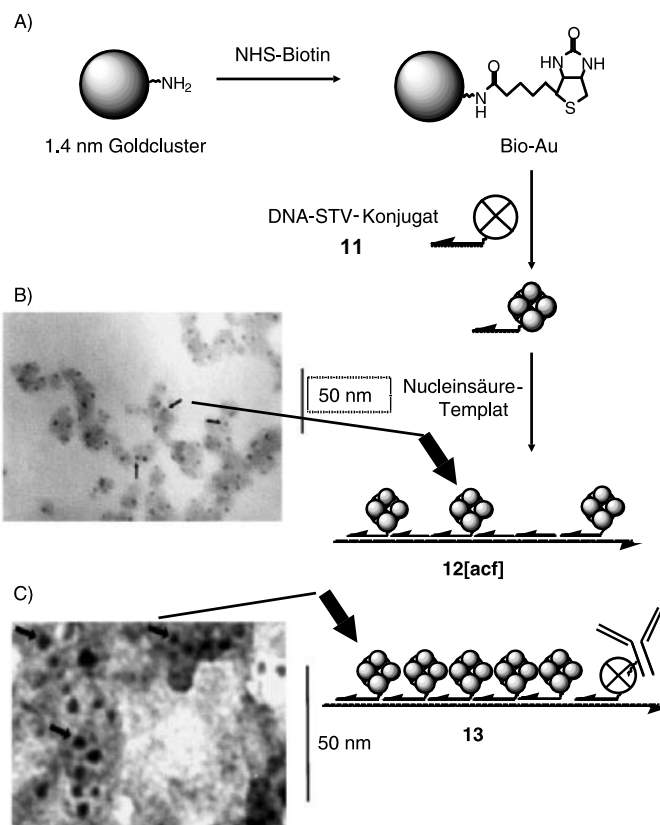 A)
NH2
1.4 nm Goldcluster
NHS-Biotin
O
N
H
O
HN
NH
S
Bio-Au
DNA-STV-Konjugat
11
B)
50 nm
Nucleinsäure-
Templat
12[acf]
C)
50 nm
13